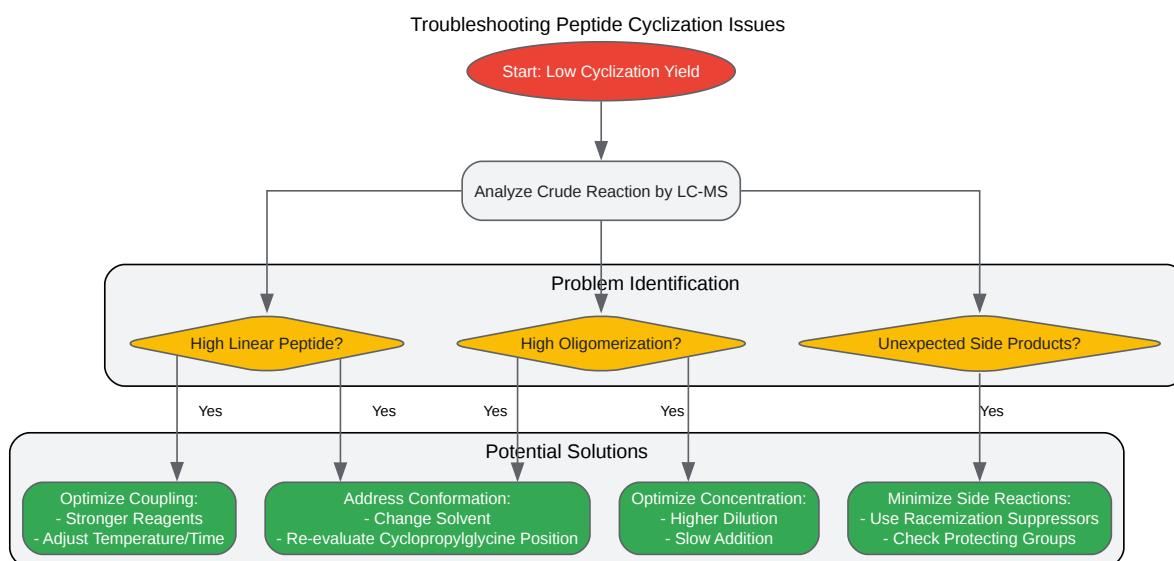 Troubleshooting Peptide Cyclization Issues
Start: Low Cyclization Yield
Analyze Crude Reaction by LC-MS
Problem Identification
High Linear Peptide?
High Oligomerization?
Unexpected Side Products?
Yes
Yes
Yes
Yes
Yes
Potential Solutions
Optimize Coupling:
- Stronger Reagents
- Adjust Temperature/Time
Address Conformation:
- Change Solvent
- Re-evaluate Cyclopropylglycine Position
Optimize Concentration:
- Higher Dilution
- Slow Addition
Minimize Side Reactions:
- Use Racemization Suppressors
- Check Protecting Groups